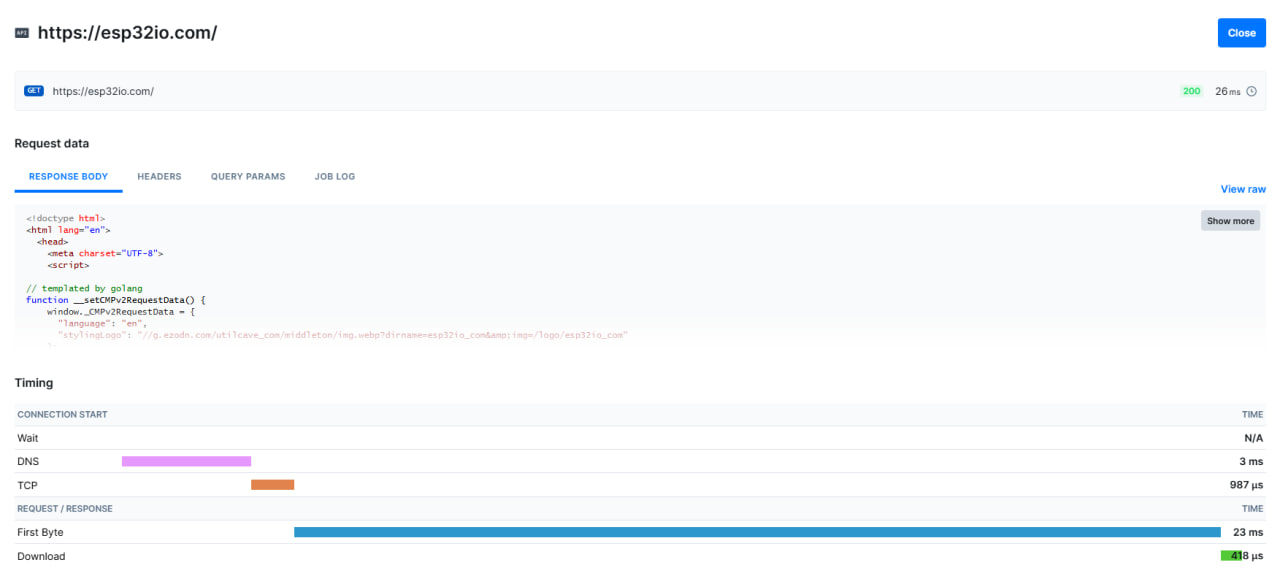 API https://esp32io.com/ Close
GET https://esp32io.com/ 200 26 ms
Request data
RESPONSE BODY HEADERS QUERY PARAMS JOB LOG
View raw
Show more
<!doctype html>
<html lang="en">
<head>
<meta charset="UTF-8">
<script>
// templated by golang
function __setCMPv2RequestData() {
window._CMPv2RequestData = {
"language": "en",
"stylingLogo": "//g.ezodn.com/utilcave_com/middleton/img.webp?dirname=esp32io_com&amp;img=/logo/esp32io_com"
Timing
CONNECTION START TIME
Wait N/A
DNS 3 ms
TCP 987 µs
REQUEST / RESPONSE TIME
First Byte 23 ms
Download 418 µs